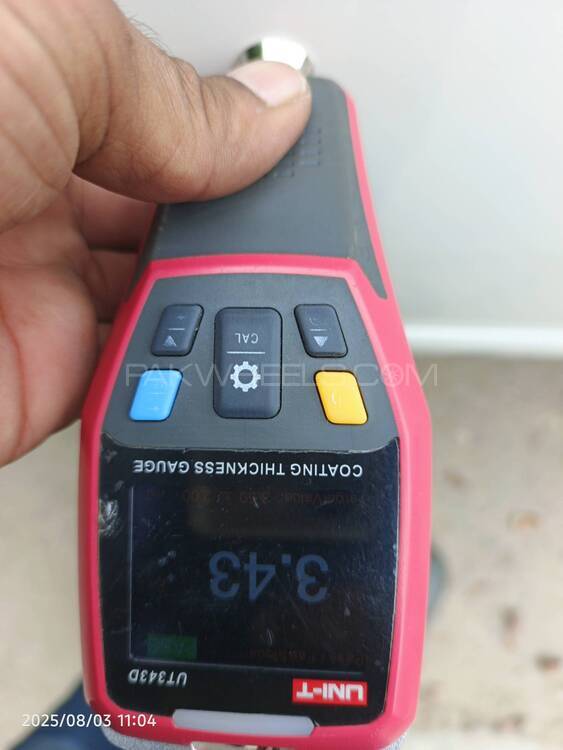 CAL
PAKWHEELS.COM
COATING THICKNESS GAUGE
3.43
UT343D
UNI-T
2025/08/03 11:04